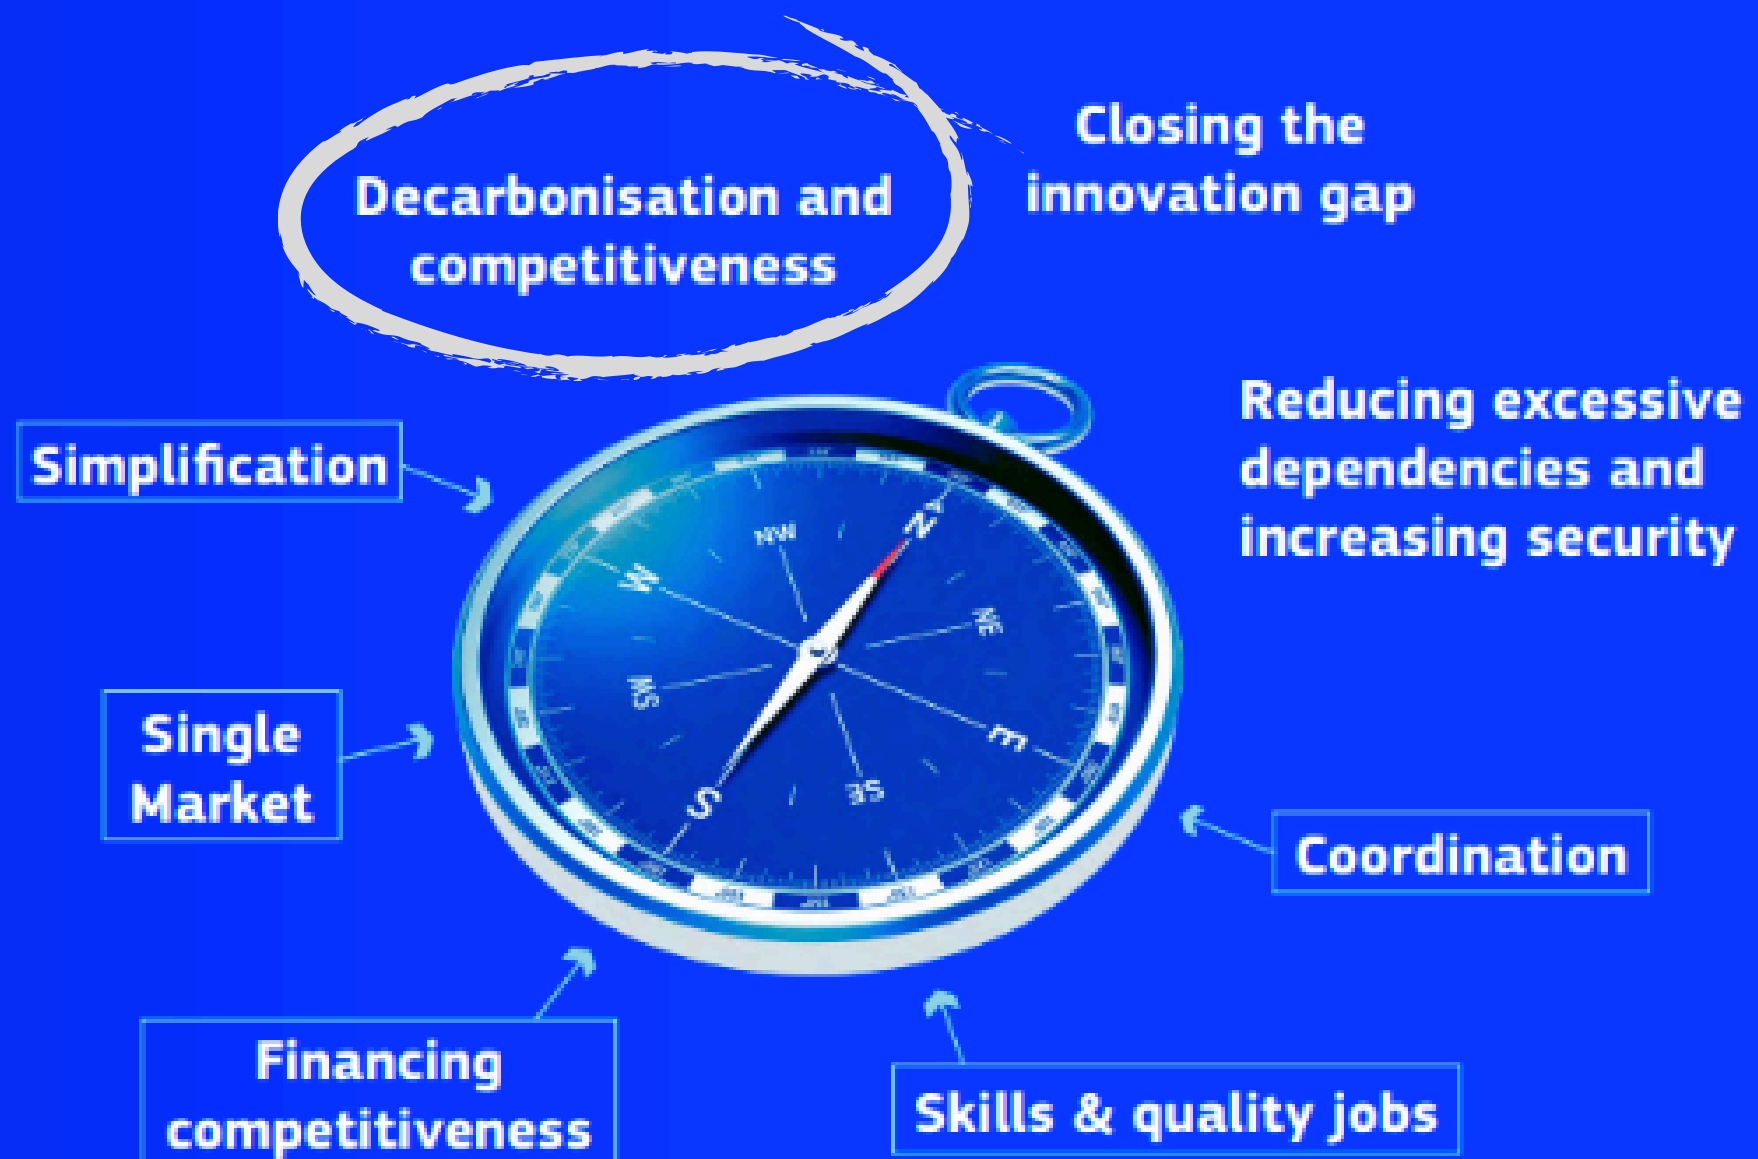 Decarbonisation and
competitiveness
Closing the
innovation gap
Reducing excessive
dependencies and
increasing security
Simplification
Single
Market
Financing
competitiveness
Skills & quality jobs
Coordination
N
NE
E
SE
S
SW
W
NW